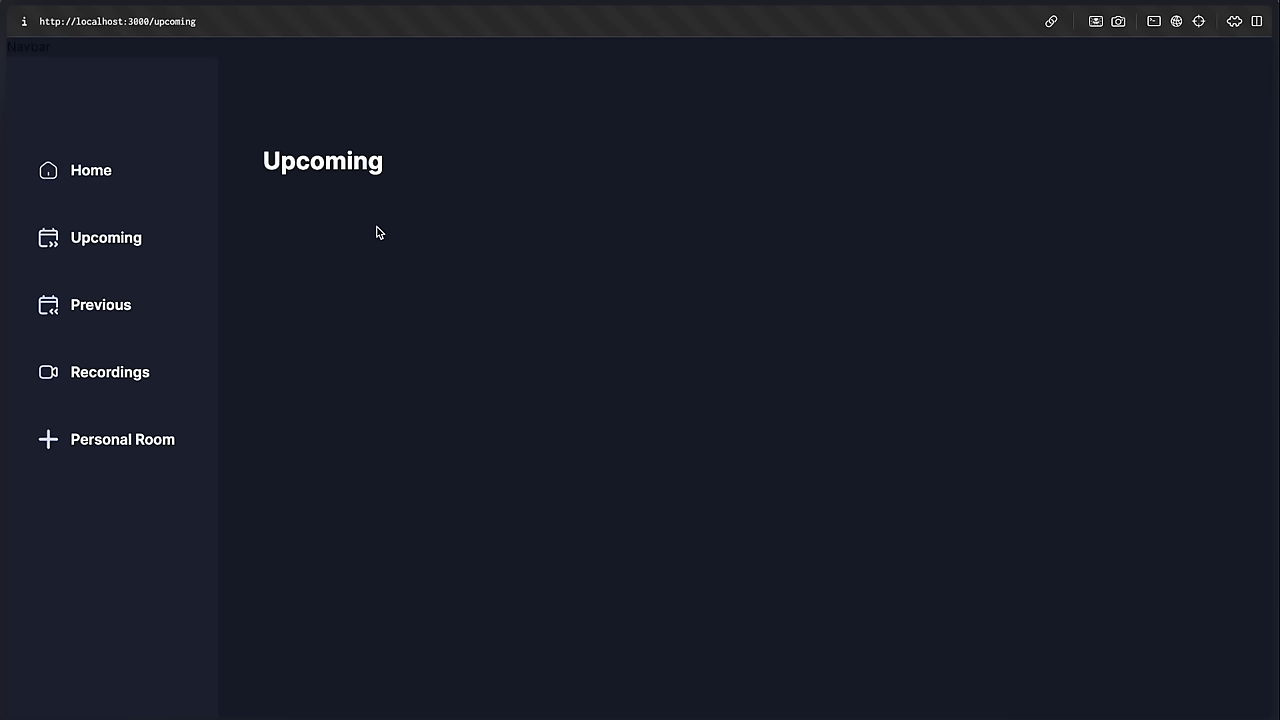 http://localhost:3000/upcoming
Navbar
Home
Upcoming
Previous
Recordings
Personal Room
Upcoming